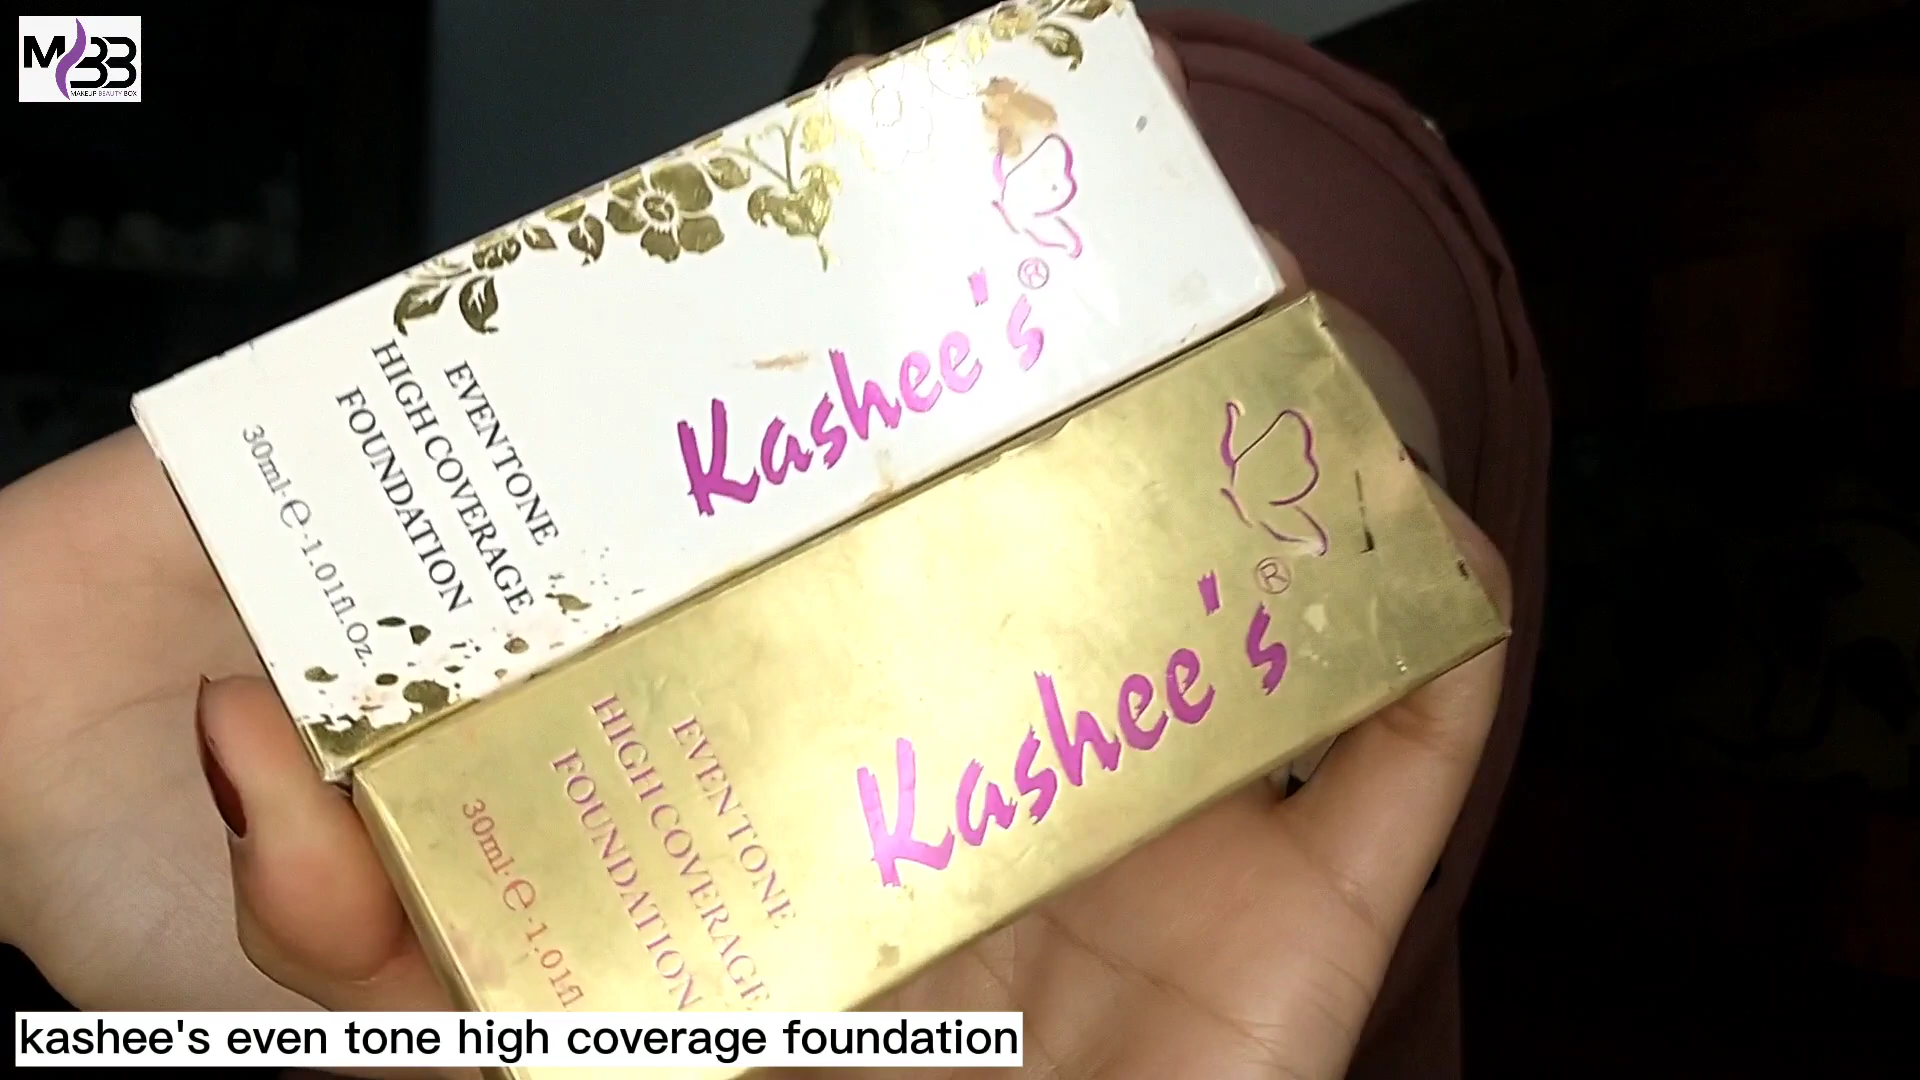 MBB
MAKEUP BEAUTY BOX
Kashee's®
EVEN TONE
HIGH COVERAGE
FOUNDATION
30ml·e·1.01fl.Oz.
Kashee's®
EVEN TONE
HIGH COVERAGE
FOUNDATION
30ml·e·1.01fl
kashee's even tone high coverage foundation